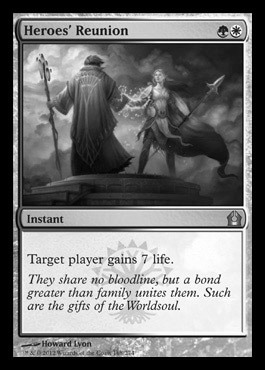 Heroes' Reunion
Instant
Target player gains 7 life.
They share no bloodline, but a bond
greater than family unites them. Such
are the gifts of the Worldsoul.
Howard Lyon